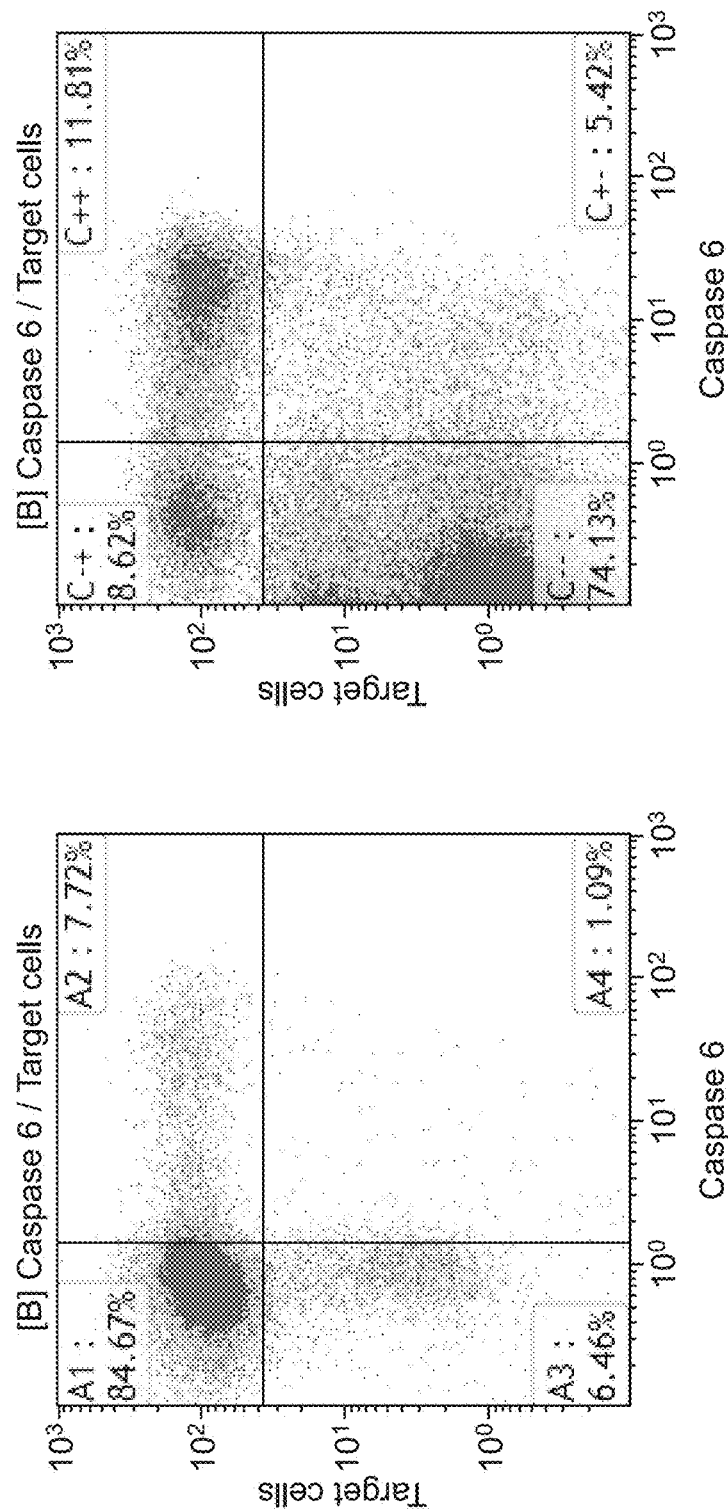 [B] Caspase 6 / Target cells
A1 :
84.67%
A2 : 7.72%
A3 :
6.46%
A4 : 1.09%
10³
10²
10¹
10⁰
Target cells
10⁰
10¹
10²
10³
Caspase 6
[B] Caspase 6 / Target cells
C-+ :
8.62%
C++ : 11.81%
C-- :
74.13%
C+- : 5.42%
10³
10²
10¹
10⁰
Target cells
10⁰
10¹
10²
10³
Caspase 6